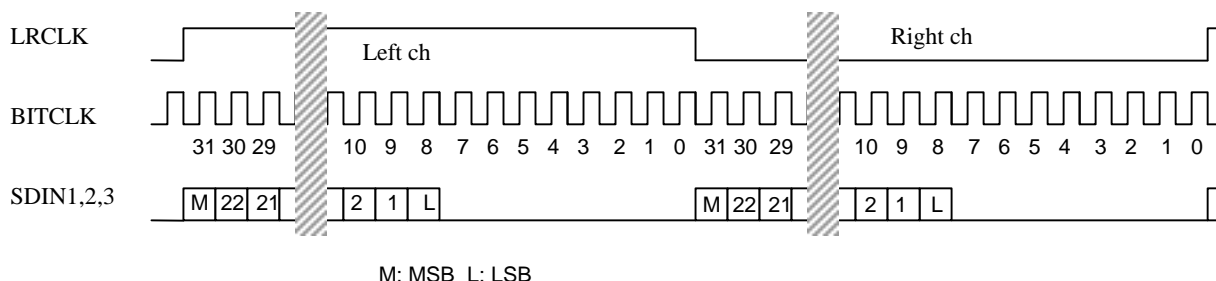 LRCLK
Left ch
Right ch
BITCLK
31 30 29 10 9 8 7 6 5 4 3 2 1 0 31 30 29 10 9 8 7 6 5 4 3 2 1 0
SDIN1,2,3
M 22 21 2 1 L M 22 21 2 1 L
M: MSB L: LSB